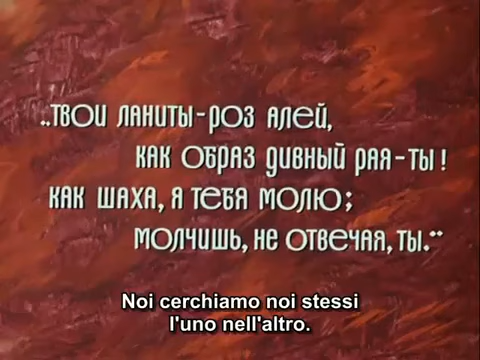 ..ТВОИ ЛАНИТЫ-РОЗ АЛЕЙ,
КАК ОБРАЗ ДИВНЫЙ РАЯ-ТЫ!
КАК ШАХА, Я ТЕБЯ МОЛЮ;
МОЛЧИШЬ, НЕ ОТВЕЧАЯ, ТЫ..
Noi cerchiamo noi stessi
l'uno nell'altro.